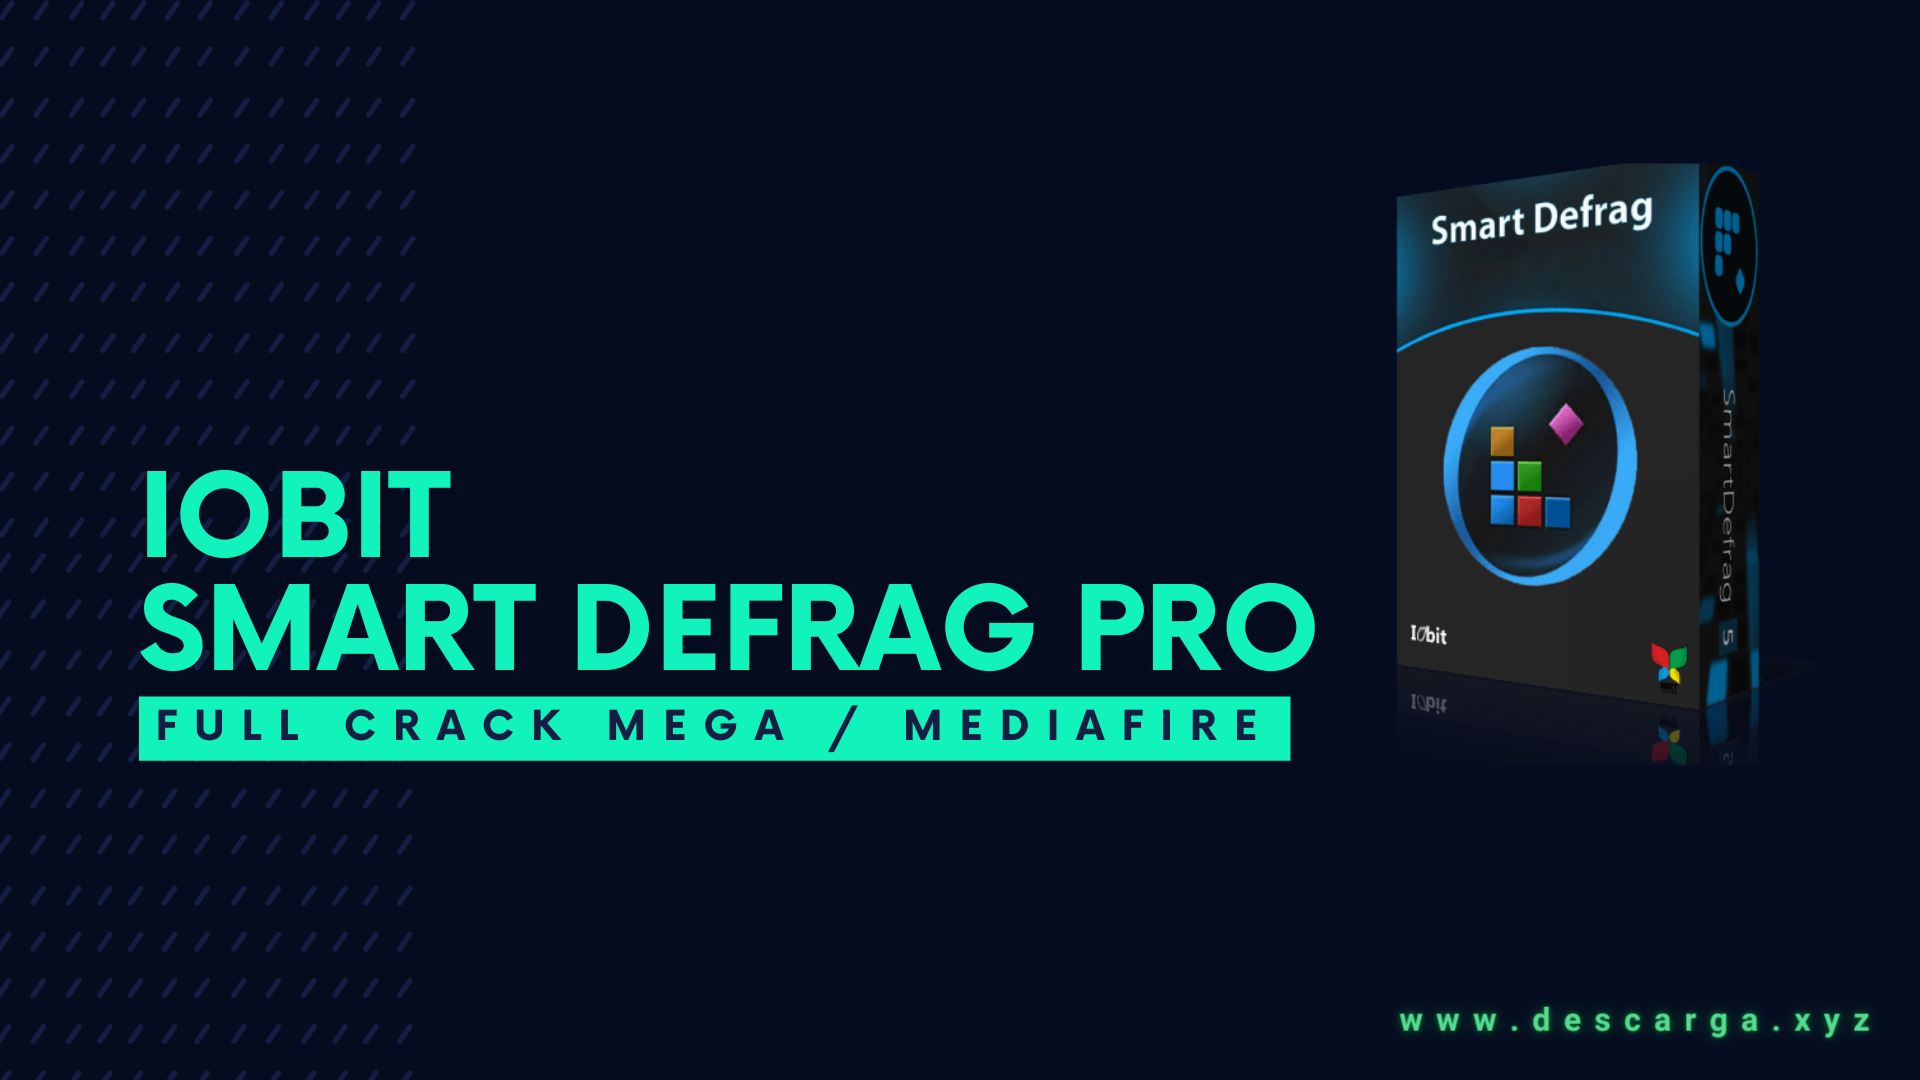 IOBIT
SMART DEFRAG PRO
FULL CRACK MEGA / MEDIAFIRE
Smart Defrag
IObit
SmartDefrag 5
www.descarga.xyz